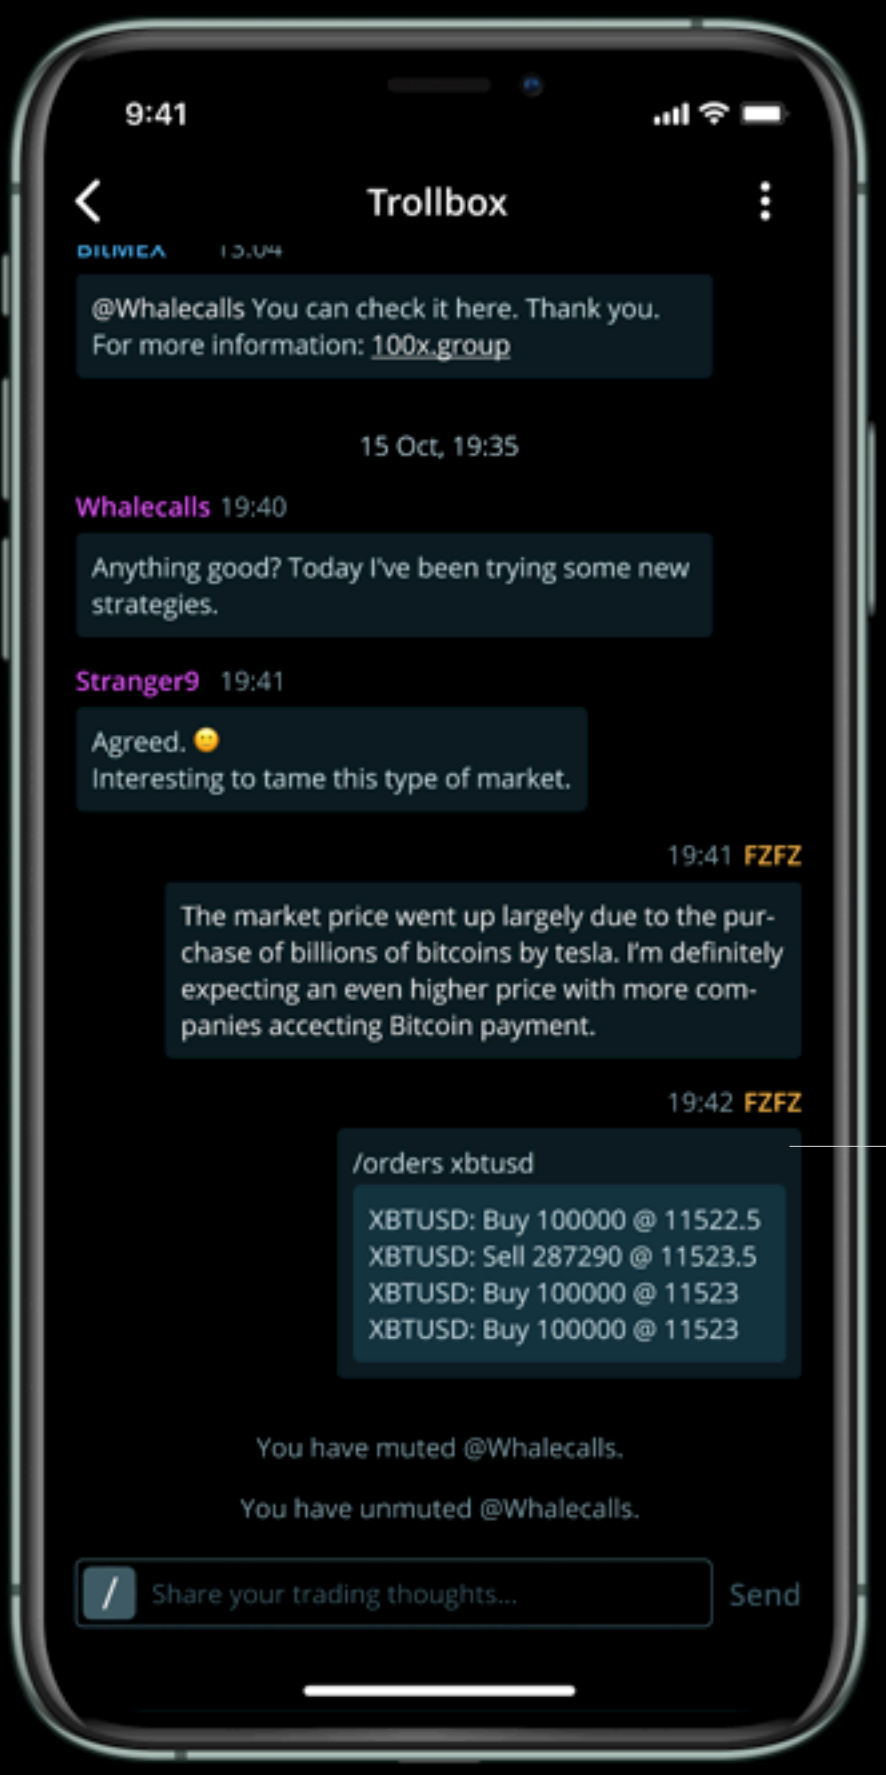 9:41
Trollbox
BITMEX 13:04
@Whalecalls You can check it here. Thank you.
For more information: 100x.group
15 Oct, 19:35
Whalecalls 19:40
Anything good? Today I've been trying some new
strategies.
Stranger9 19:41
Agreed. 🙂
Interesting to tame this type of market.
19:41 FZFZ
The market price went up largely due to the pur-
chase of billions of bitcoins by tesla. I'm definitely
expecting an even higher price with more com-
panies accecting Bitcoin payment.
19:42 FZFZ
/orders xbtusd
XBTUSD: Buy 100000 @ 11522.5
XBTUSD: Sell 287290 @ 11523.5
XBTUSD: Buy 100000 @ 11523
XBTUSD: Buy 100000 @ 11523
You have muted @Whalecalls.
You have unmuted @Whalecalls.
/ Share your trading thoughts... Send